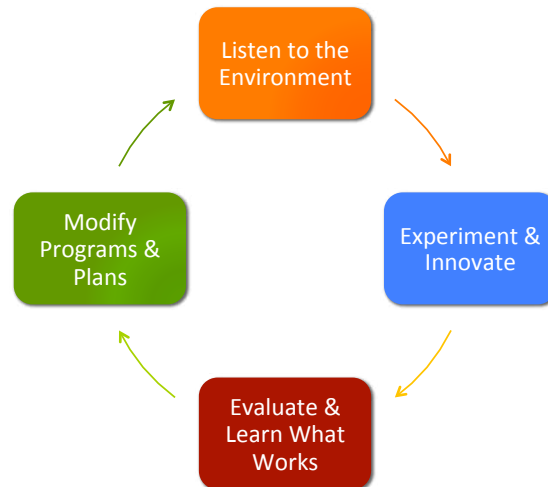 Listen to the
Environment
Experiment &
Innovate
Evaluate &
Learn What
Works
Modify
Programs &
Plans